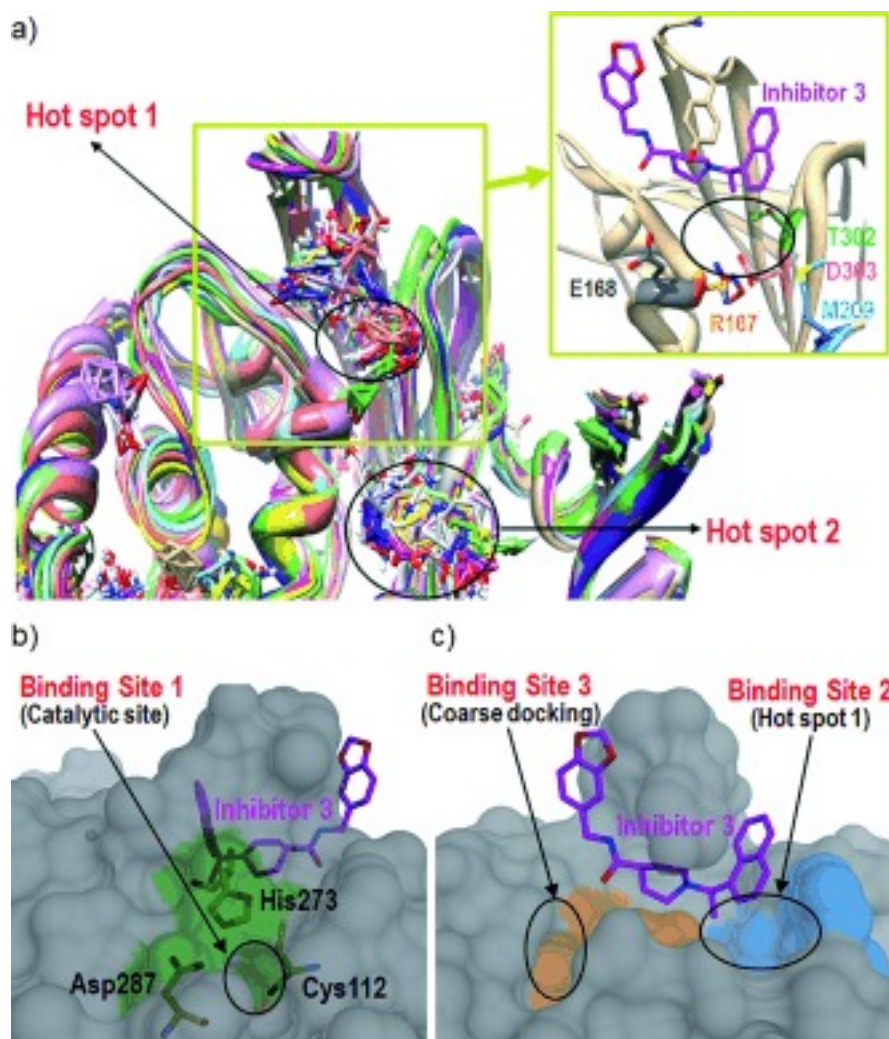 a)
Hot spot 1
Inhibitor 3
T302
D303
E168
R167
M209
Hot spot 2
b)
Binding Site 1
(Catalytic site)
Inhibitor 3
His273
Asp287
Cys112
c)
Binding Site 3
(Coarse docking)
Binding Site 2
(Hot spot 1)
Inhibitor 3